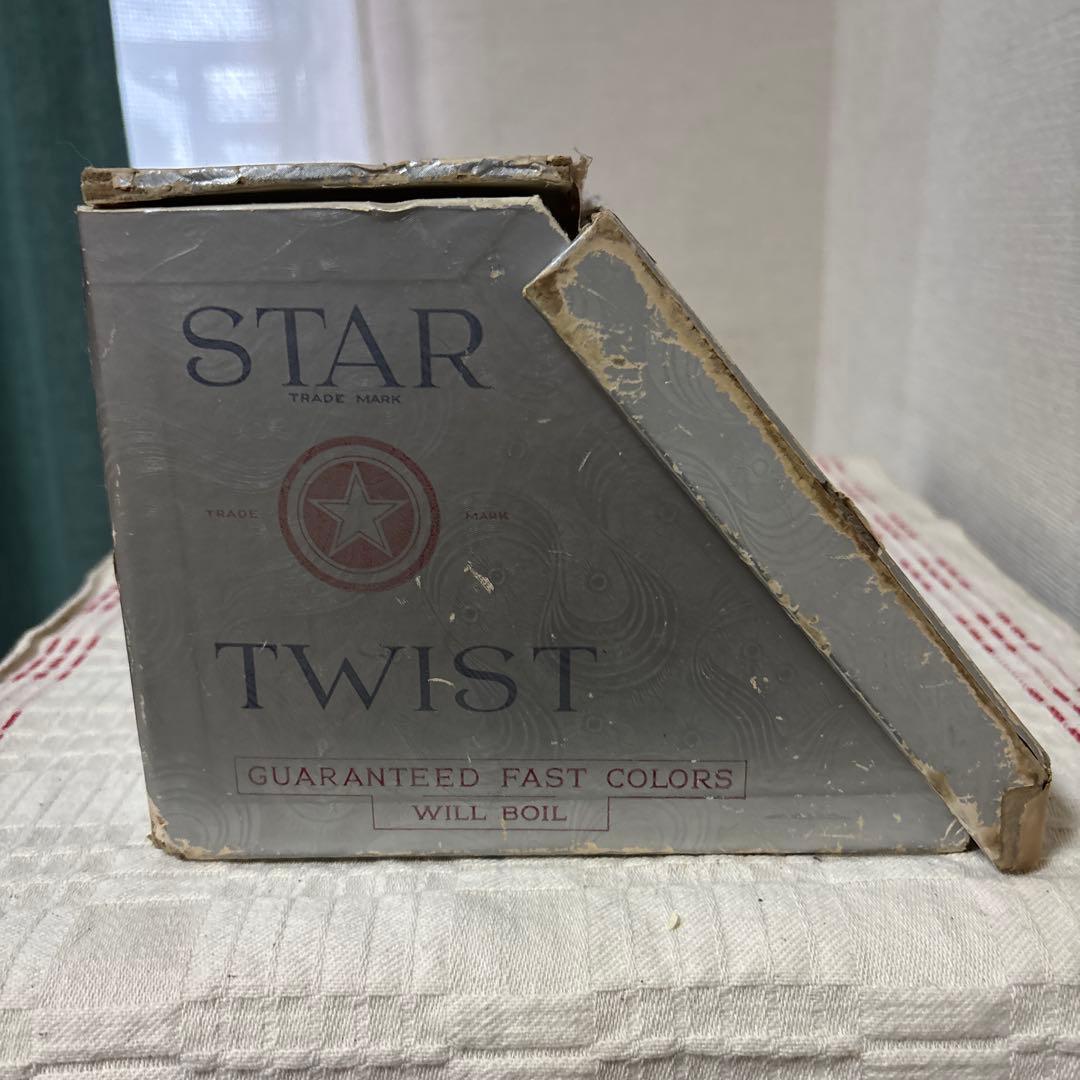 STAR
TRADE MARK
TRADE MARK
TWIST
GUARANTEED FAST COLORS
WILL BOIL